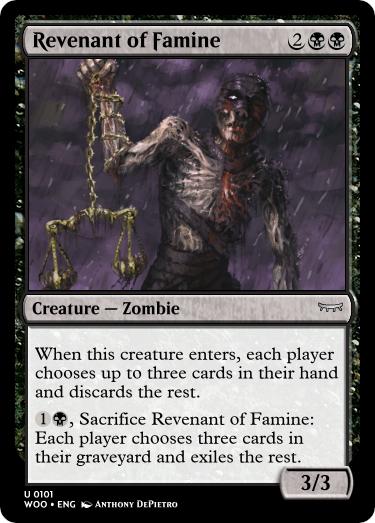 Revenant of Famine 2
Creature — Zombie
When this creature enters, each player
chooses up to three cards in their hand
and discards the rest.
1, Sacrifice Revenant of Famine:
Each player chooses three cards in
their graveyard and exiles the rest.
3/3
U 0101
WOO • ENG Anthony DePietro